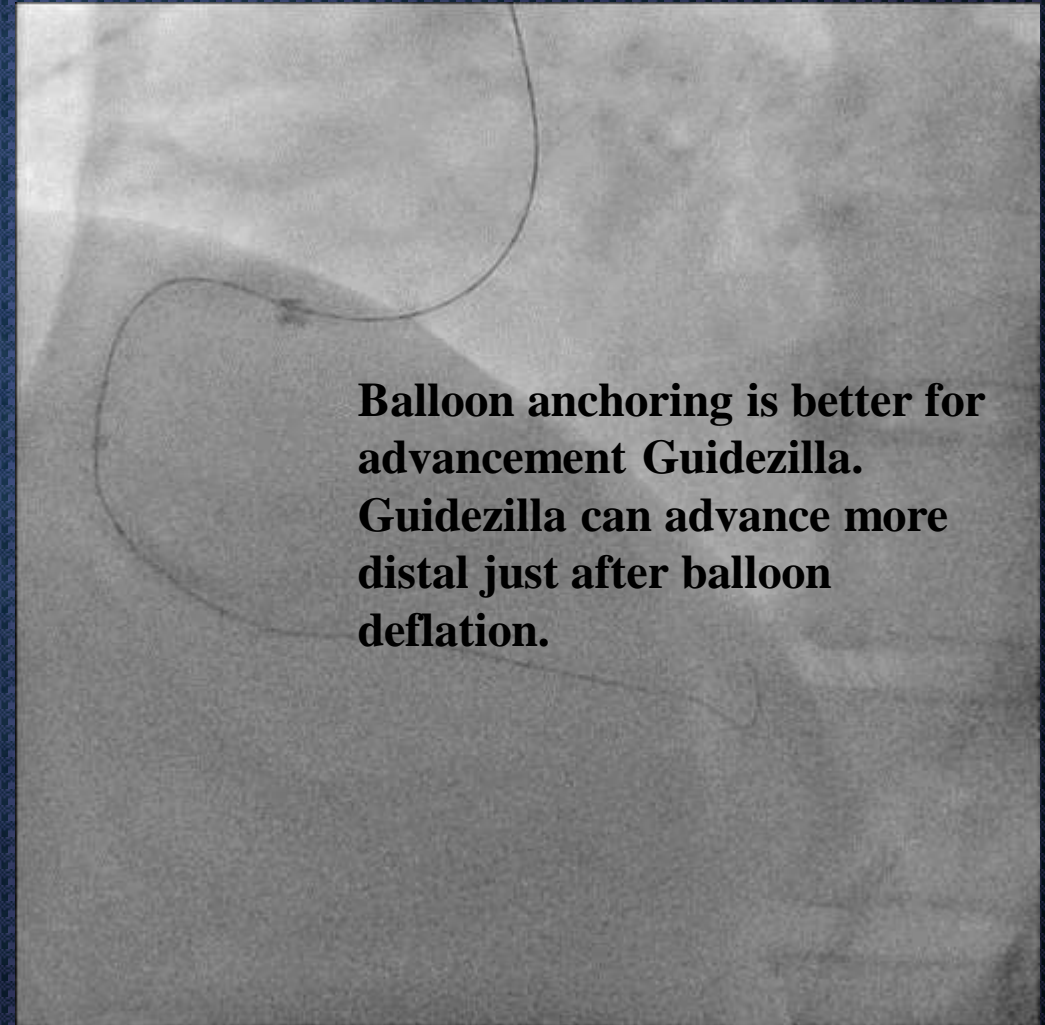 Balloon anchoring is better for
advancement Guidezilla.
Guidezilla can advance more
distal just after balloon
deflation.